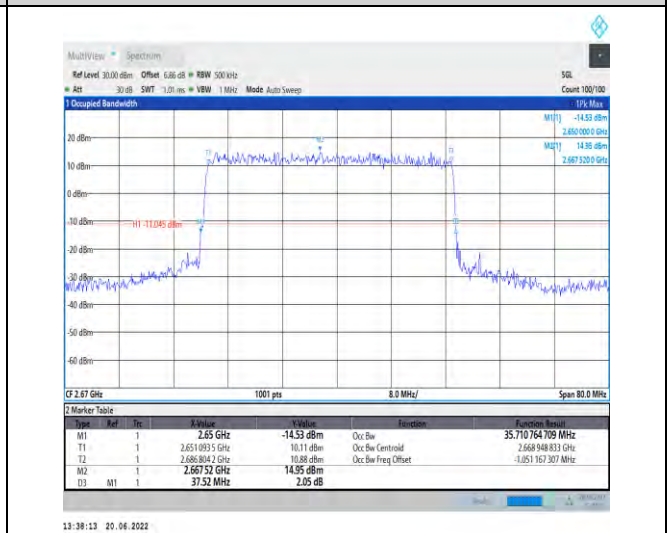 MultiView Spectrum
Ref Level 30.00 dBm Offset 6.86 dB RBW 500 kHz SGL
Att 30 dB SWT 1.01 ms VBW 1 MHz Mode Auto Sweep Count 100/100
1 Occupied Bandwidth 1Pk Max
M1[1] -14.53 dBm
2.650 000 0 GHz
M2[1] 14.95 dBm
2.667 520 0 GHz
20 dBm
10 dBm
0 dBm
-10 dBm
H1 -11.045 dBm
-20 dBm
-30 dBm
-40 dBm
-50 dBm
-60 dBm
CF 2.67 GHz 1001 pts 8.0 MHz/ Span 80.0 MHz
2 Marker Table
Type Ref Trc X-Value Y-Value Function Function Result
M1 1 2.65 GHz -14.53 dBm Occ Bw 35.710 764 709 MHz
T1 1 2.651 093 5 GHz 10.11 dBm Occ Bw Centroid 2.668 948 833 GHz
T2 1 2.686 804 2 GHz 10.88 dBm Occ Bw Freq Offset -1.051 167 307 MHz
M2 1 2.667 52 GHz 14.95 dBm
D3 M1 1 37.52 MHz 2.05 dB
13:38:13 20.06.2022